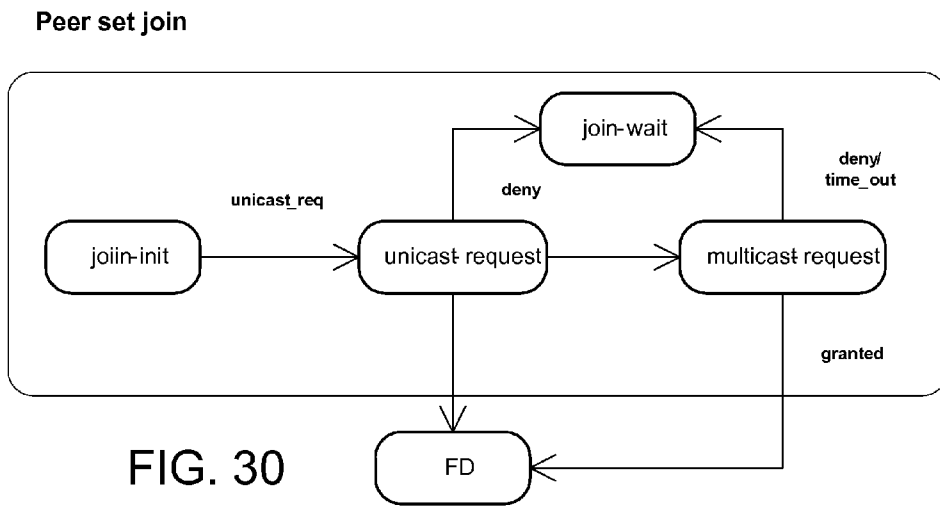 Peer set join
join-wait
deny/
time_out
deny
unicast_req
joiin-init
unicast-request
multicast-request
granted
FD
FIG. 30